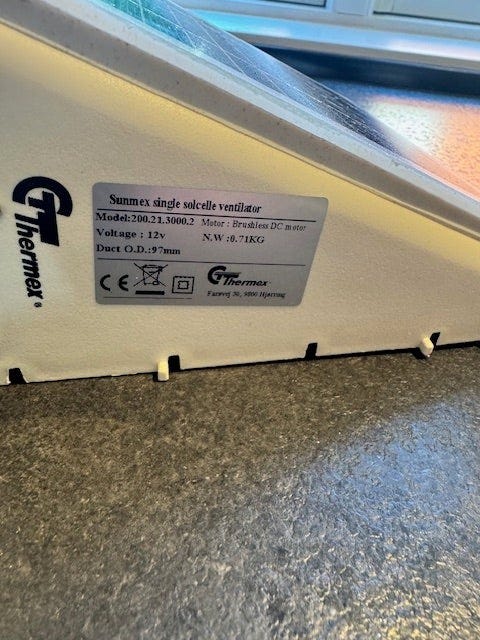 Thermex®
Sunmex single solcelle ventilator
Model:200.21.3000.2 Motor : Brushless DC motor
Voltage : 12v N.W :0.71KG
Duct O.D.:97mm
CE
Thermex
Farøvej 30, 9800 Hjørring